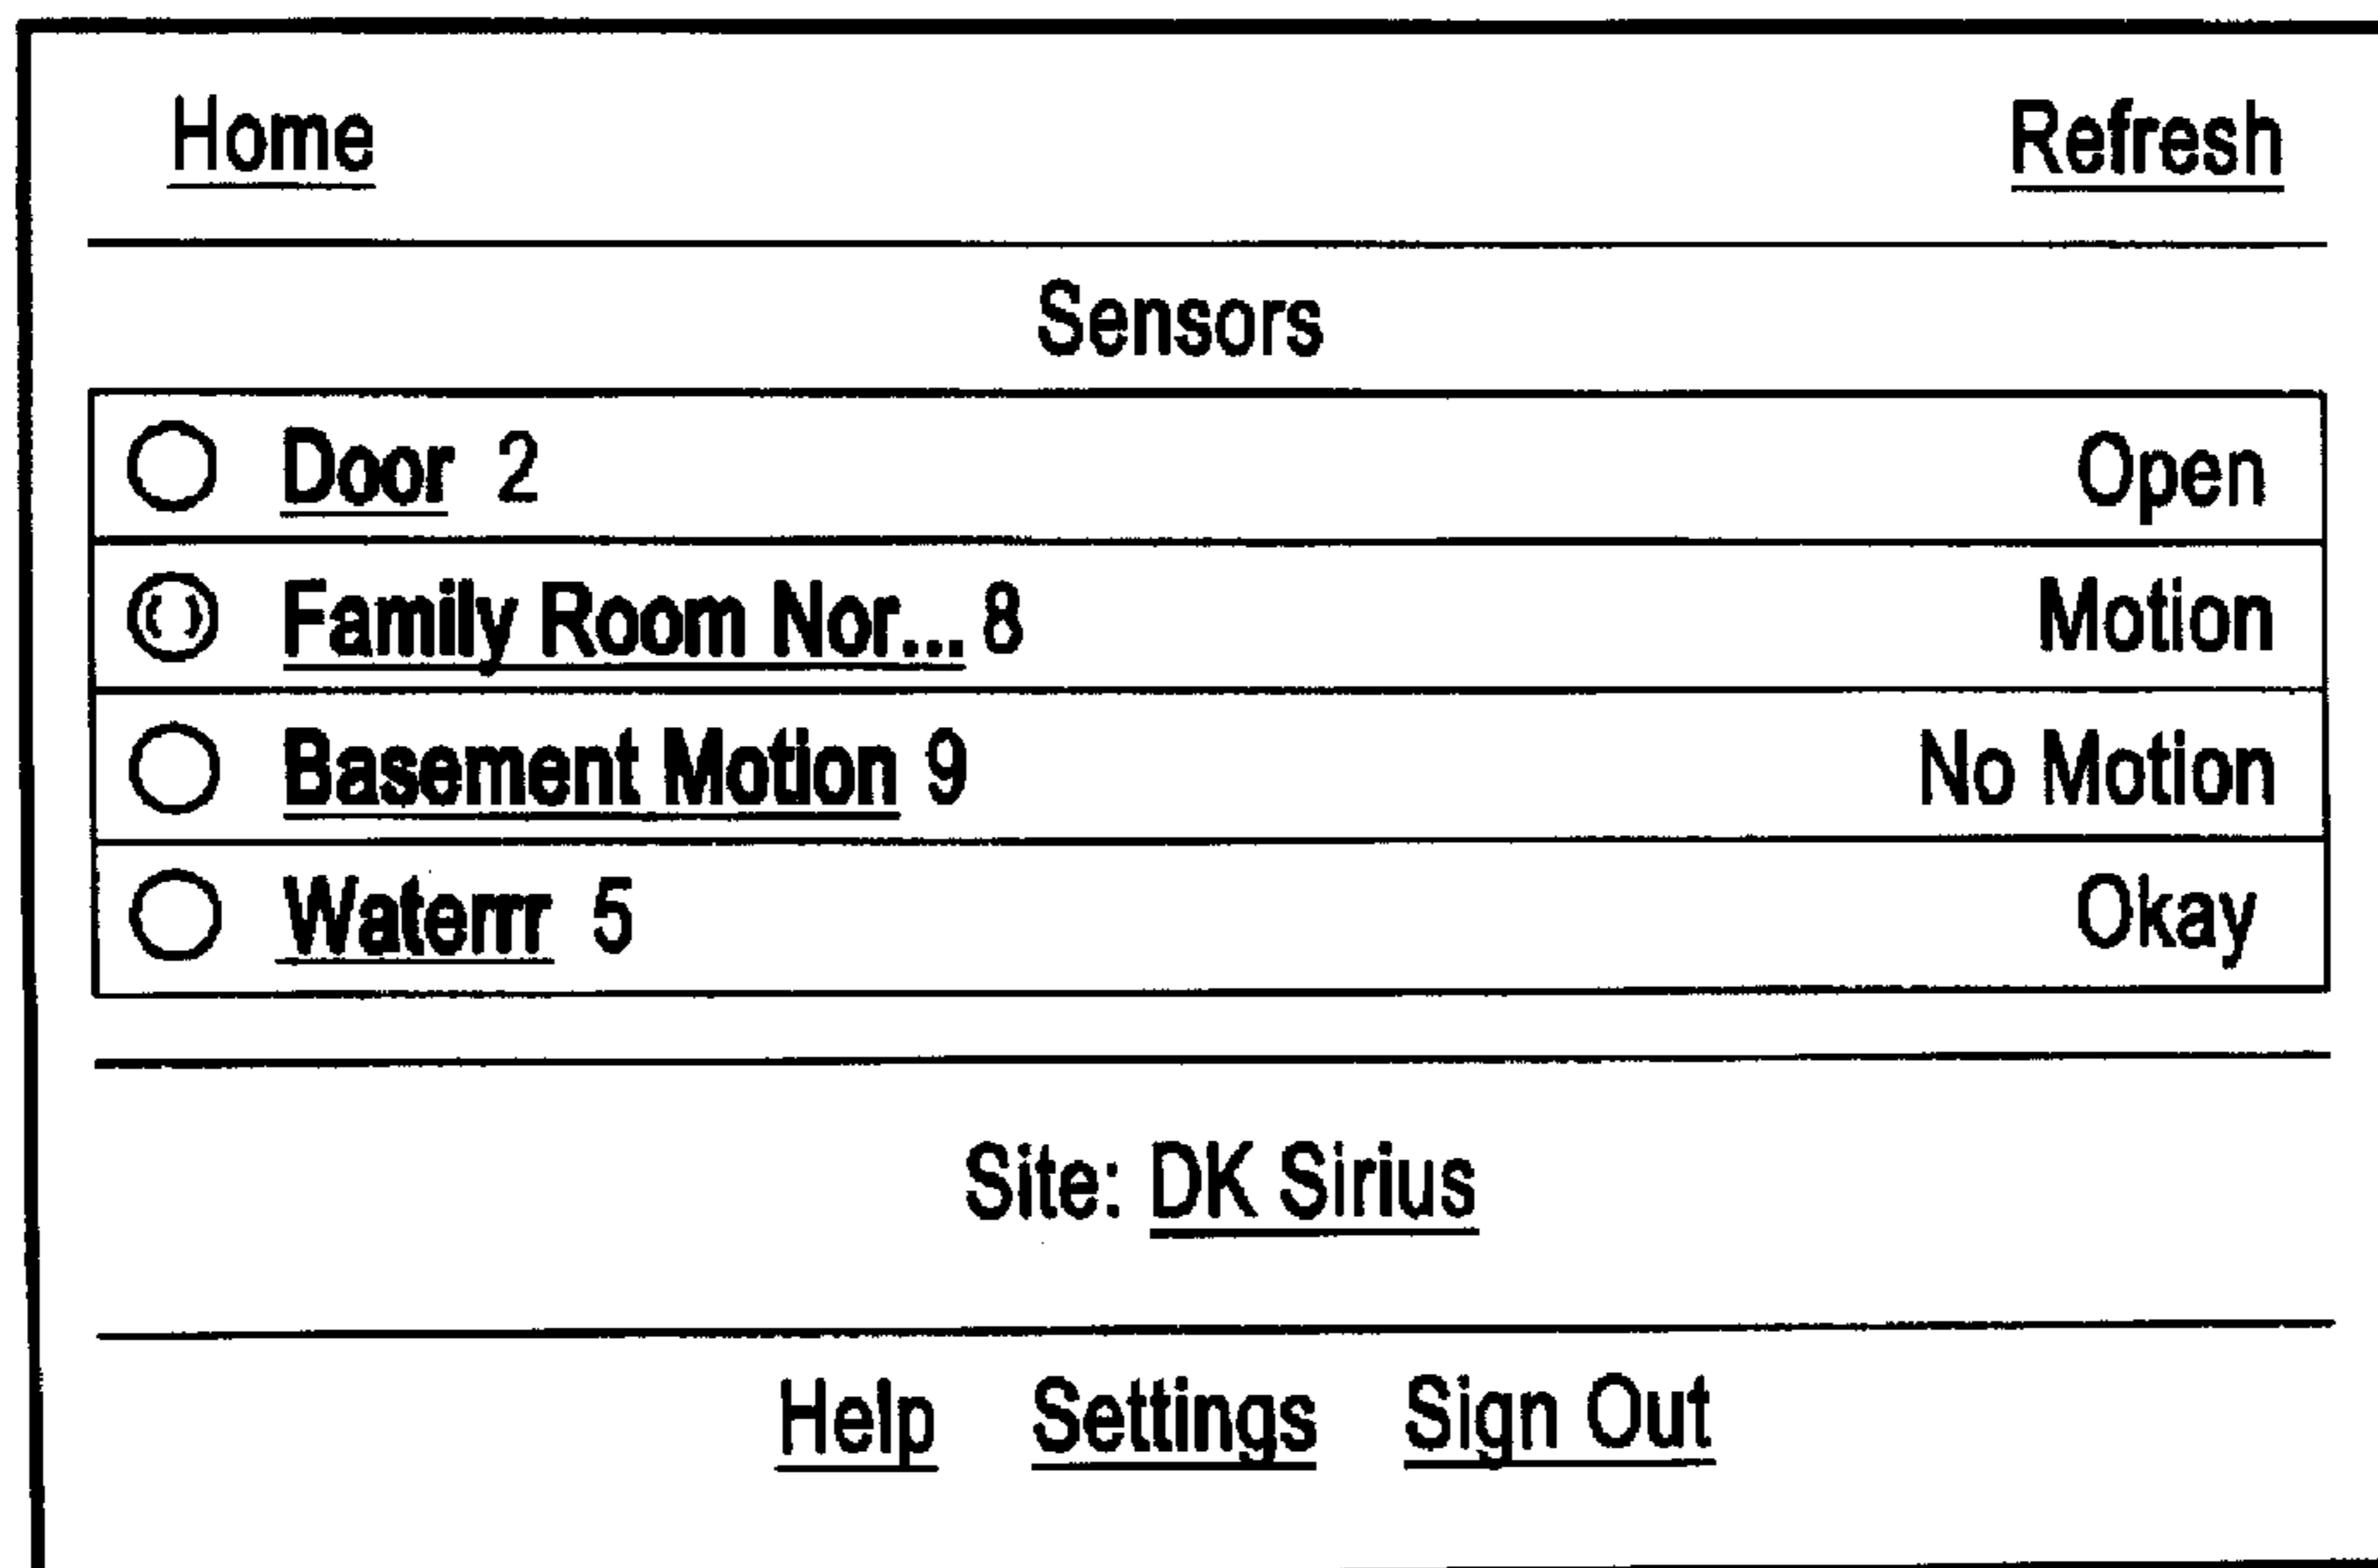 Home Refresh
Sensors
Door 2 Open
Family Room Nor... 8 Motion
Basement Motion 9 No Motion
Waterrr 5 Okay
Site: DK Sirius
Help Settings Sign Out